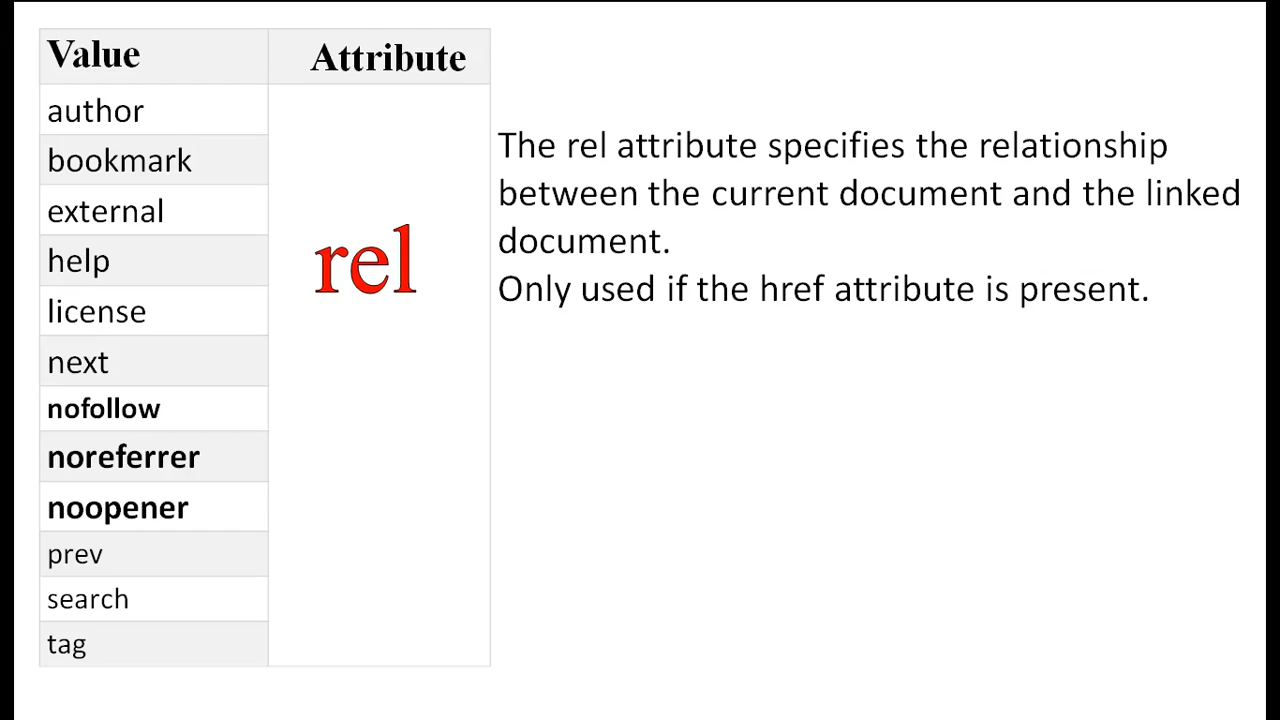 Value
Attribute
author
bookmark
external
help
license
next
nofollow
noreferrer
noopener
prev
search
tag
rel
The rel attribute specifies the relationship
between the current document and the linked
document.
Only used if the href attribute is present.